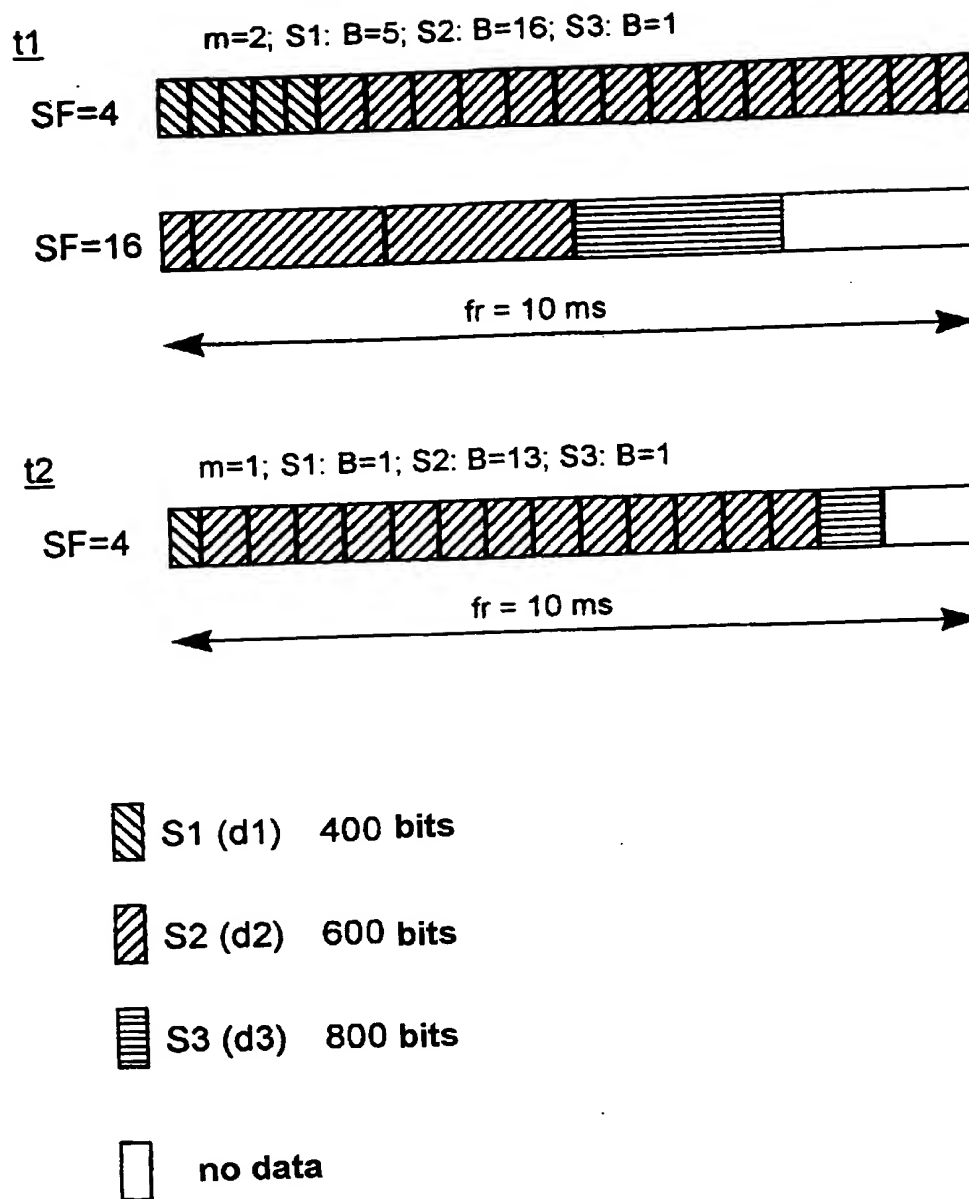 t1
m=2; S1: B=5; S2: B=16; S3: B=1
SF=4
SF=16
fr = 10 ms
t2
m=1; S1: B=1; S2: B=13; S3: B=1
SF=4
fr = 10 ms
S1 (d1) 400 bits
S2 (d2) 600 bits
S3 (d3) 800 bits
no data